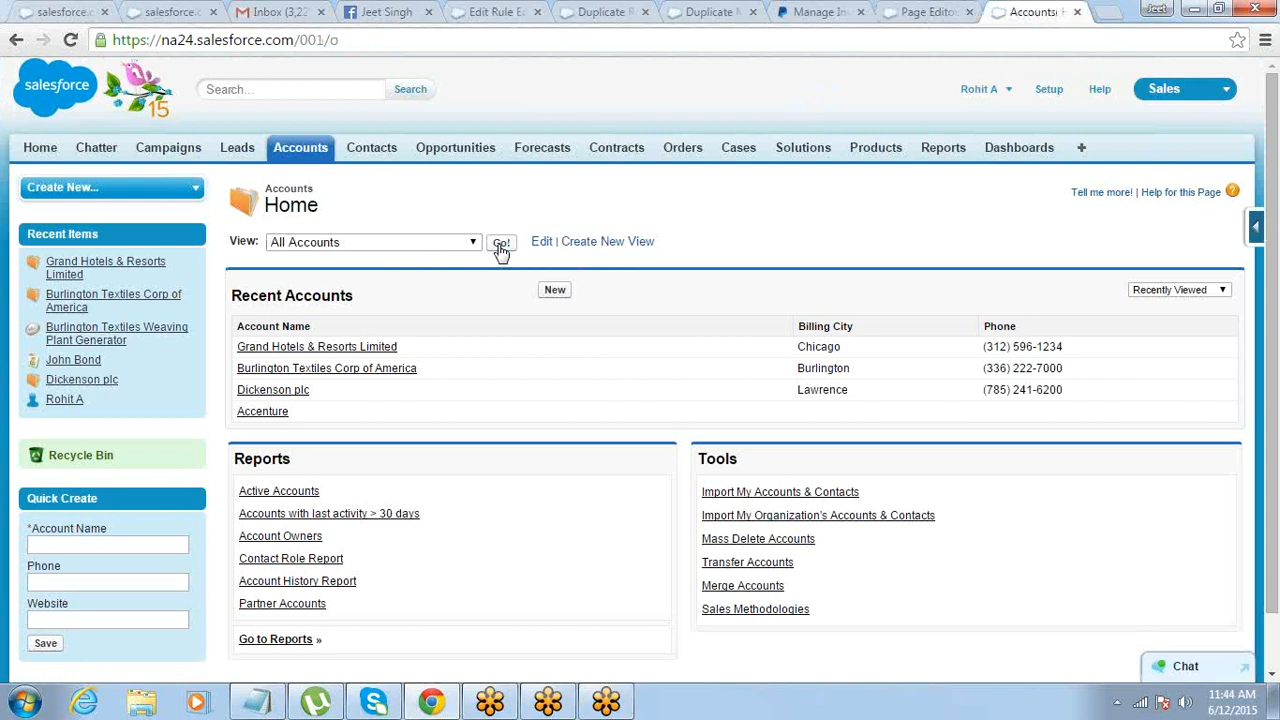 salesforce.c
salesforce.c
Inbox (3,22
Jeet Singh
Edit Rule E
Duplicate R
Duplicate M
Manage In
Page Edito
Accounts:
Jeet
https://na24.salesforce.com/001/o
salesforce
15
Search...
Search
Rohit A
Setup
Help
Sales
Home
Chatter
Campaigns
Leads
Accounts
Contacts
Opportunities
Forecasts
Contracts
Orders
Cases
Solutions
Products
Reports
Dashboards
+
Create New...
Accounts
Home
Tell me more! | Help for this Page
?
View:
All Accounts
Go!
Edit | Create New View
Recent Items
Grand Hotels & Resorts
Limited
Burlington Textiles Corp of
America
Burlington Textiles Weaving
Plant Generator
John Bond
Dickenson plc
Rohit A
Recycle Bin
Quick Create
*Account Name
Phone
Website
Save
Recent Accounts
New
Recently Viewed
Account Name
Billing City
Phone
Grand Hotels & Resorts Limited
Chicago
(312) 596-1234
Burlington Textiles Corp of America
Burlington
(336) 222-7000
Dickenson plc
Lawrence
(785) 241-6200
Accenture
Reports
Active Accounts
Accounts with last activity > 30 days
Account Owners
Contact Role Report
Account History Report
Partner Accounts
Go to Reports »
Tools
Import My Accounts & Contacts
Import My Organization's Accounts & Contacts
Mass Delete Accounts
Transfer Accounts
Merge Accounts
Sales Methodologies
Chat
11:44 AM
6/12/2015